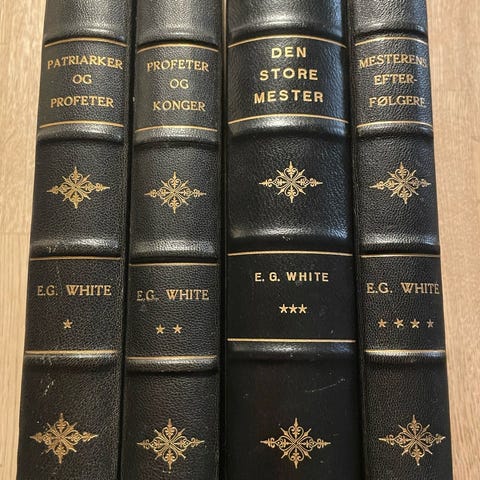 PATRIARKER
OG
PROFETER
E.G. WHITE
★
PROFETER
OG
KONGER
E.G. WHITE
★ ★
DEN
STORE
MESTER
E. G. WHITE
★★★
MESTERENS
EFTER-
FØLGERE
E.G. WHITE
★ ★ ★ ★